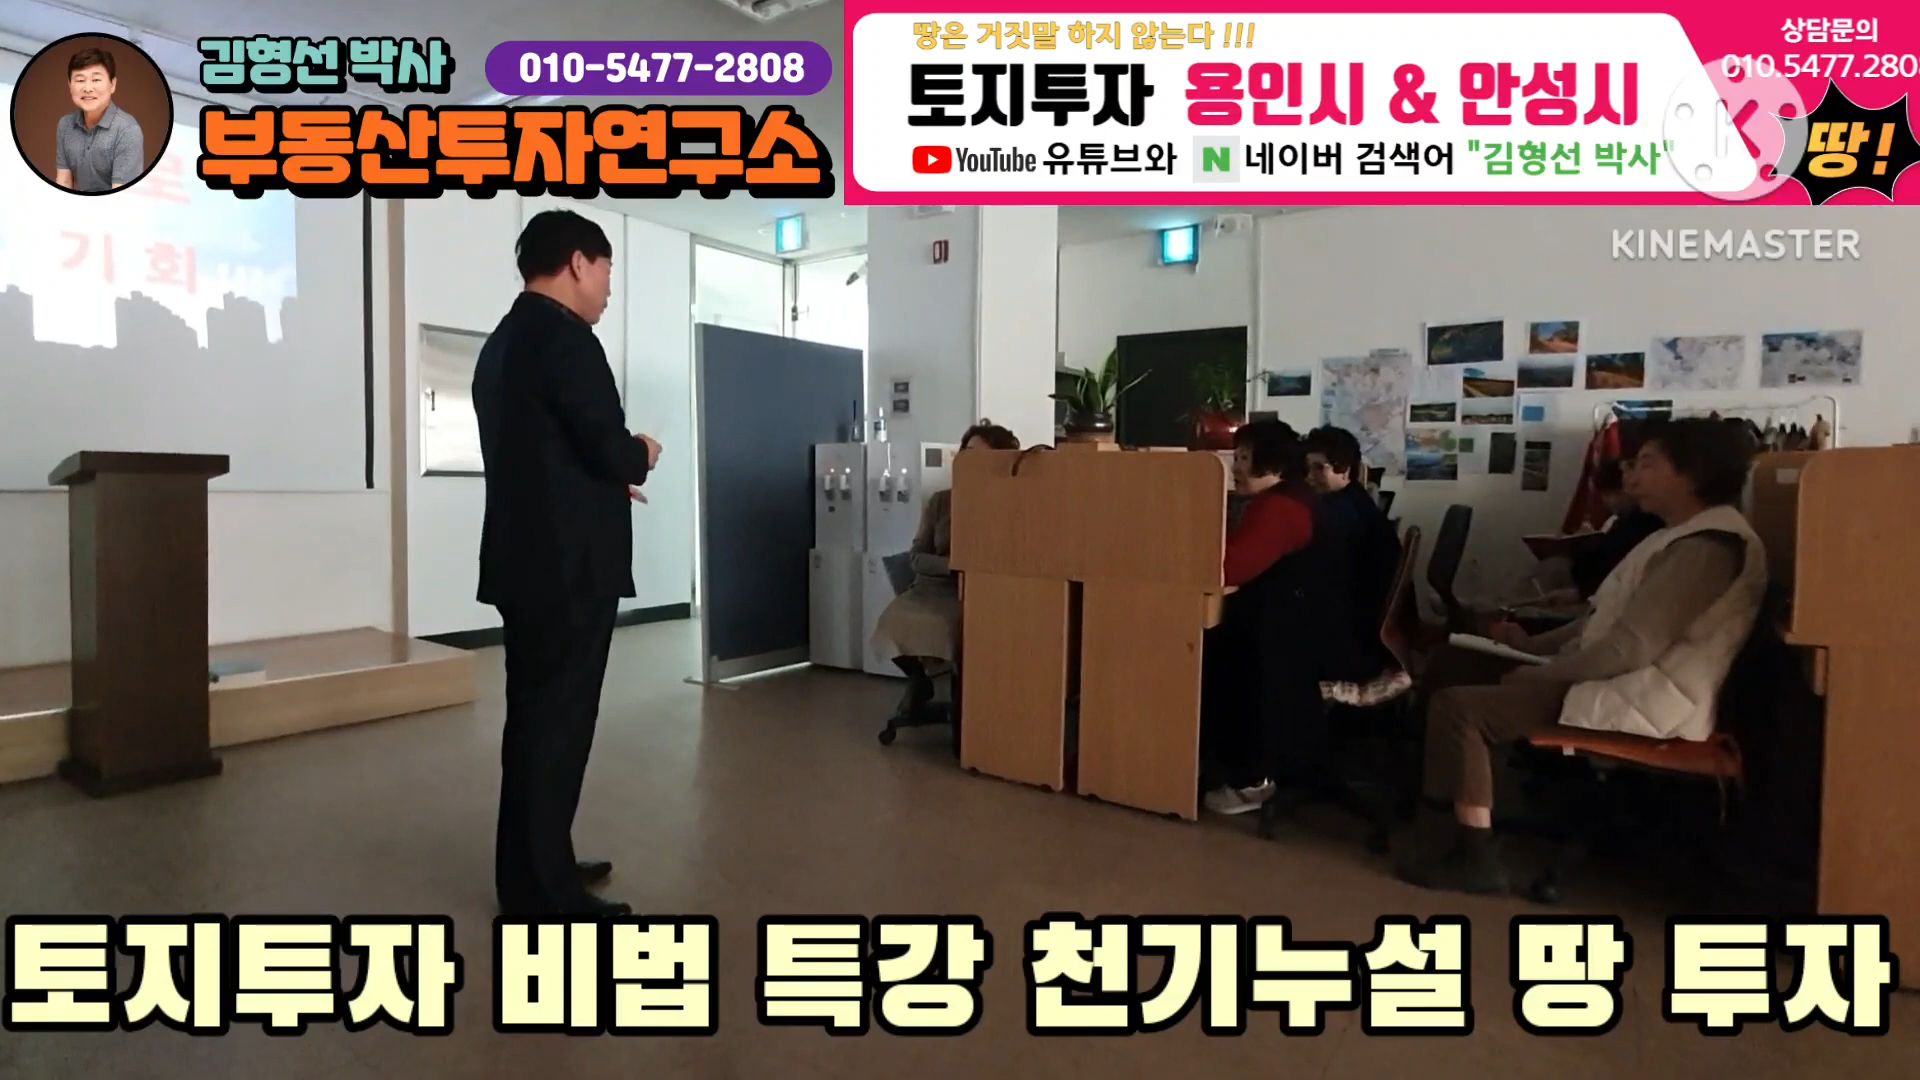 김형선 박사
010-5477-2808
부동산투자연구소
땅은 거짓말 하지 않는다 !!!
토지투자 용인시 & 안성시
YouTube 유튜브와 N 네이버 검색어 "김형선 박사"
상담문의
010.5477.280
땅!
KINEMASTER
로
기회
토지투자 비법 특강 천기누설 땅 투자